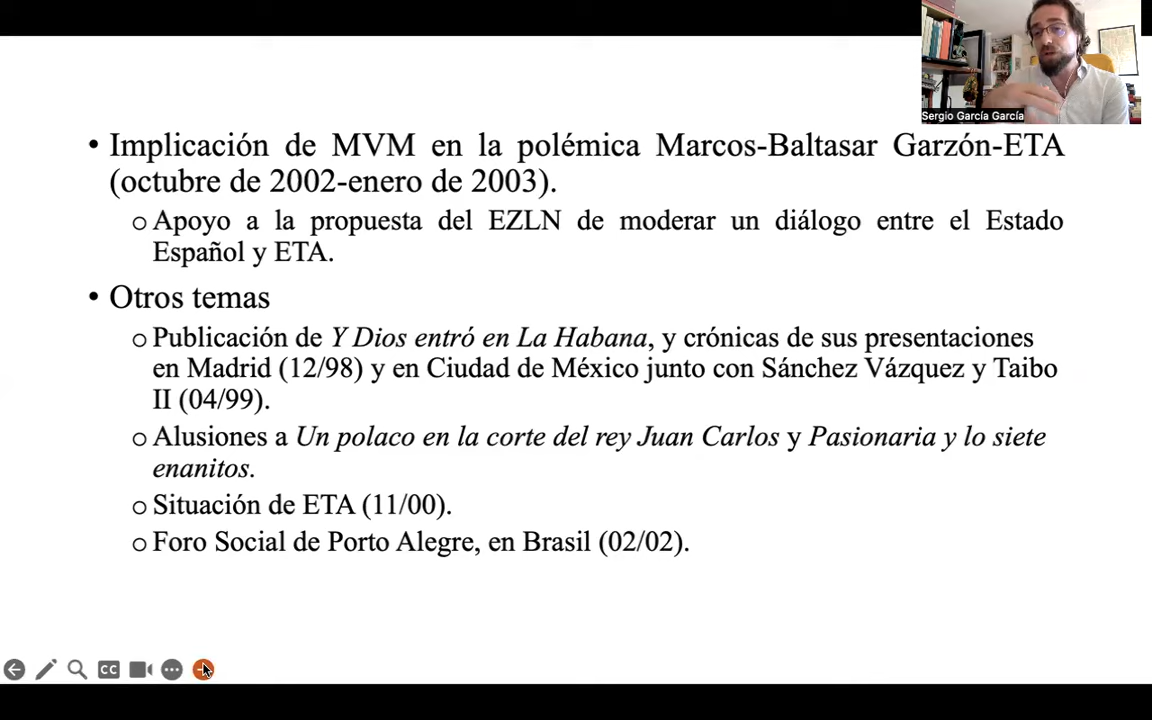 Sergio García García
• Implicación de MVM en la polémica Marcos-Baltasar Garzón-ETA
(octubre de 2002-enero de 2003).
o Apoyo a la propuesta del EZLN de moderar un diálogo entre el Estado
Español y ETA.
• Otros temas
o Publicación de Y Dios entró en La Habana, y crónicas de sus presentaciones
en Madrid (12/98) y en Ciudad de México junto con Sánchez Vázquez y Taibo
II (04/99).
o Alusiones a Un polaco en la corte del rey Juan Carlos y Pasionaria y lo siete
enanitos.
o Situación de ETA (11/00).
o Foro Social de Porto Alegre, en Brasil (02/02).
CC